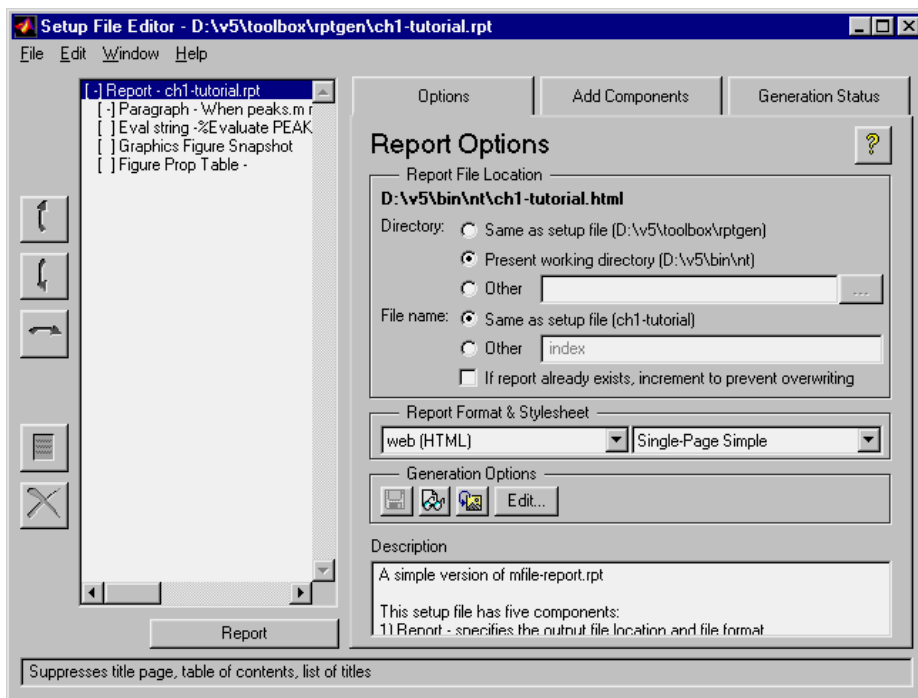 Setup File Editor - D:\v5\toolbox\rptgen\ch1-tutorial.rpt
File Edit Window Help
[-] Report - ch1-tutorial.rpt
[-] Paragraph - When peaks.m r
[ ] Eval string -%Evaluate PEAK
[ ] Graphics Figure Snapshot
[ ] Figure Prop Table -
Report
Options Add Components Generation Status
Report Options
?
Report File Location
D:\v5\bin\nt\ch1-tutorial.html
Directory: Same as setup file (D:\v5\toolbox\rptgen)
Present working directory (D:\v5\bin\nt)
Other ...
File name: Same as setup file (ch1-tutorial)
Other index
If report already exists, increment to prevent overwriting
Report Format & Stylesheet
web (HTML) Single-Page Simple
Generation Options
Edit...
Description
A simple version of mfile-report.rpt
This setup file has five components:
1) Report - specifies the output file location and file format
Suppresses title page, table of contents, list of titles